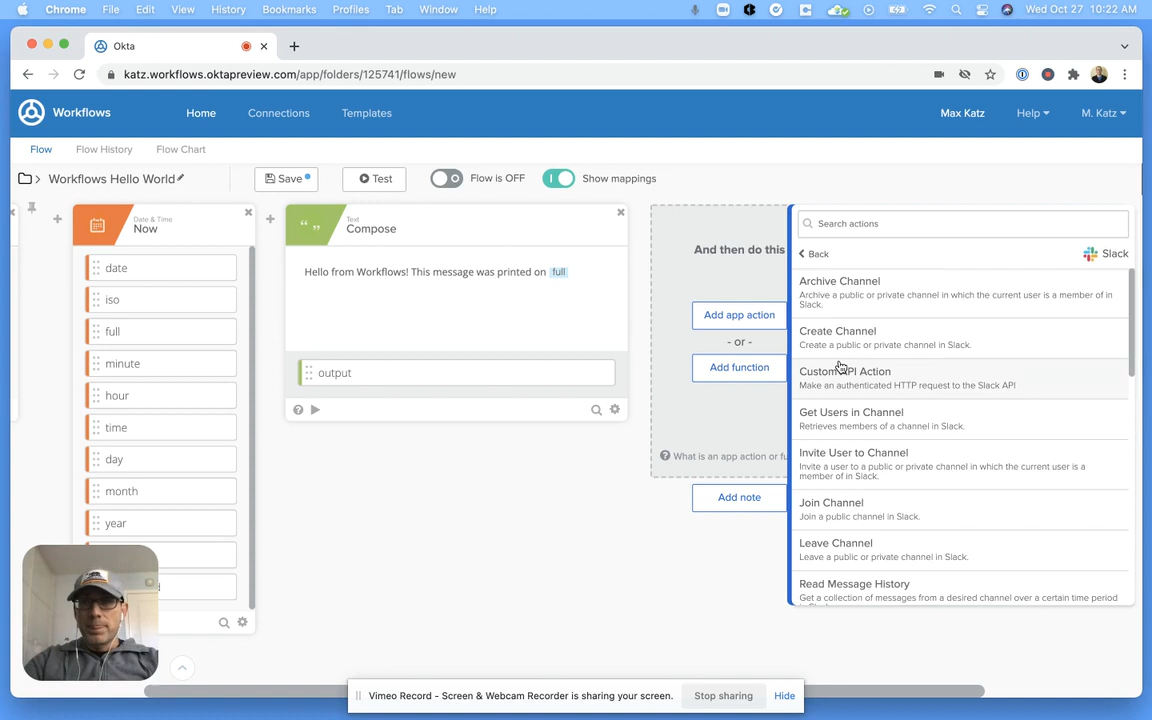 Chrome File Edit View History Bookmarks Profiles Tab Window Help Wed Oct 27 10:22 AM
Okta
katz.workflows.oktapreview.com/app/folders/125741/flows/new
Workflows Home Connections Templates Max Katz Help M. Katz
Flow Flow History Flow Chart
Workflows Hello World Save Test Flow is OFF Show mappings
Date & Time
Now
date
iso
full
minute
hour
time
day
month
year
Text
Compose
Hello from Workflows! This message was printed on full
output
And then do this
Add app action
- or -
Add function
What is an app action or fu
Add note
Search actions
Back Slack
Archive Channel
Archive a public or private channel in which the current user is a member of in
Slack.
Create Channel
Create a public or private channel in Slack.
Custom API Action
Make an authenticated HTTP request to the Slack API
Get Users in Channel
Retrieves members of a channel in Slack.
Invite User to Channel
Invite a user to a public or private channel in which the current user is a
member of in Slack.
Join Channel
Join a public channel in Slack.
Leave Channel
Leave a public or private channel in Slack.
Read Message History
Get a collection of messages from a desired channel over a certain time period
Vimeo Record - Screen & Webcam Recorder is sharing your screen. Stop sharing Hide